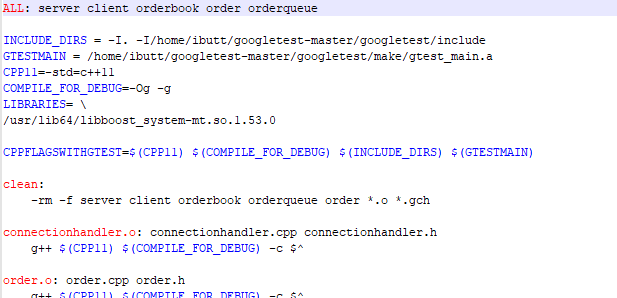 ALL: server client orderbook order orderqueue
INCLUDE_DIRS = -I. -I/home/ibutt/googletest-master/googletest/include
GTESTMAIN = /home/ibutt/googletest-master/googletest/make/gtest_main.a
CPP11=-std=c++11
COMPILE_FOR_DEBUG=-Og -g
LIBRARIES= \
/usr/lib64/libboost_system-mt.so.1.53.0
CPPFLAGSWITHGTEST=$(CPP11) $(COMPILE_FOR_DEBUG) $(INCLUDE_DIRS) $(GTESTMAIN)
clean:
-rm -f server client orderbook orderqueue order *.o *.gch
connectionhandler.o: connectionhandler.cpp connectionhandler.h
g++ $(CPP11) $(COMPILE_FOR_DEBUG) -c $^
order.o: order.cpp order.h
g++ $(CPP11) $(COMPILE_FOR_DEBUG) -c $^